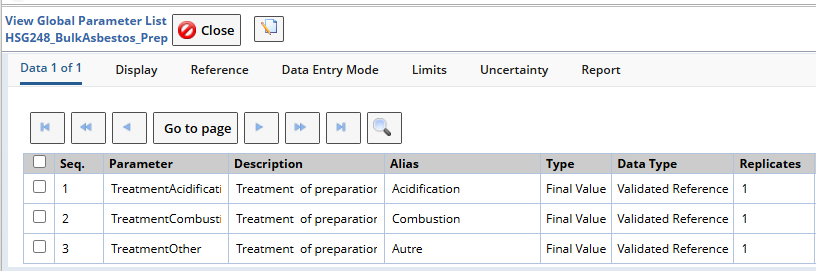 View Global Parameter List
HSG248_BulkAsbestos_Prep
Close
Data 1 of 1 Display Reference Data Entry Mode Limits Uncertainty Report
Go to page
Seq. Parameter Description Alias Type Data Type Replicates
1 TreatmentAcidificati Treatment of preparation Acidification Final Value Validated Reference 1
2 TreatmentCombusti Treatment of preparation Combustion Final Value Validated Reference 1
3 TreatmentOther Treatment of preparation Autre Final Value Validated Reference 1